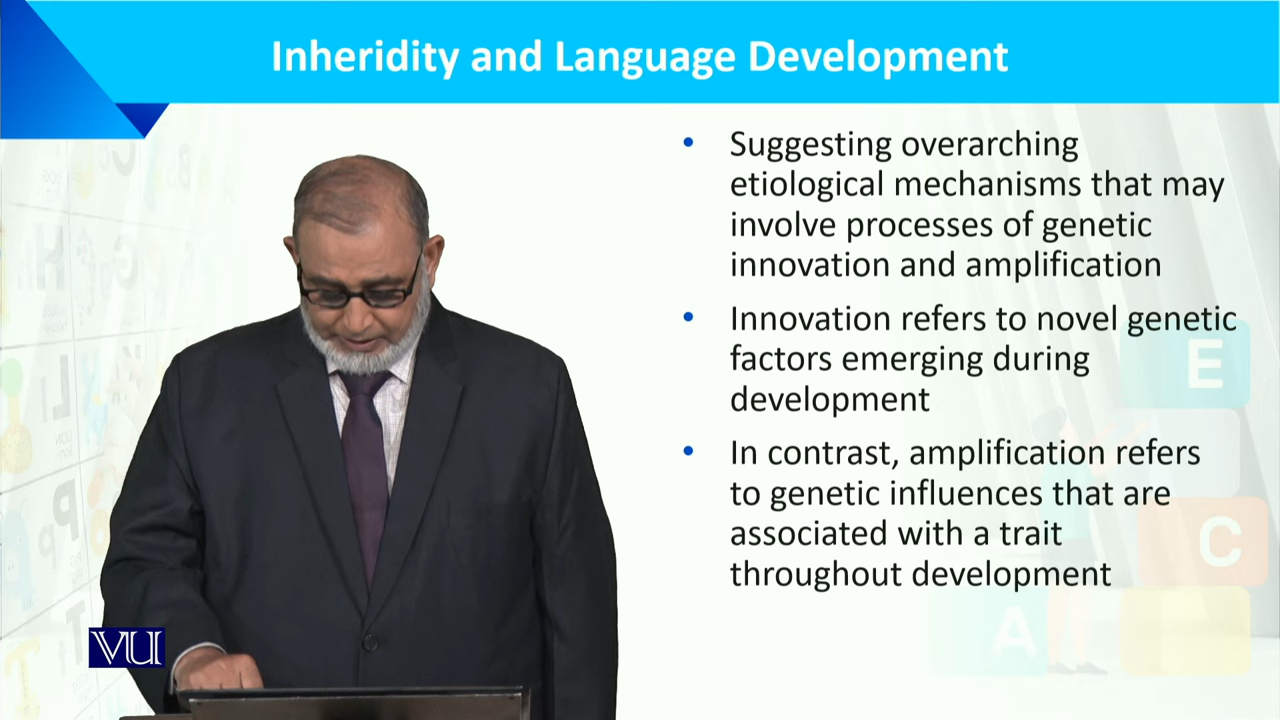 Inheridity and Language Development
• Suggesting overarching
etiological mechanisms that may
involve processes of genetic
innovation and amplification
• Innovation refers to novel genetic
factors emerging during
development
• In contrast, amplification refers
to genetic influences that are
associated with a trait
throughout development
VU
E
C
A